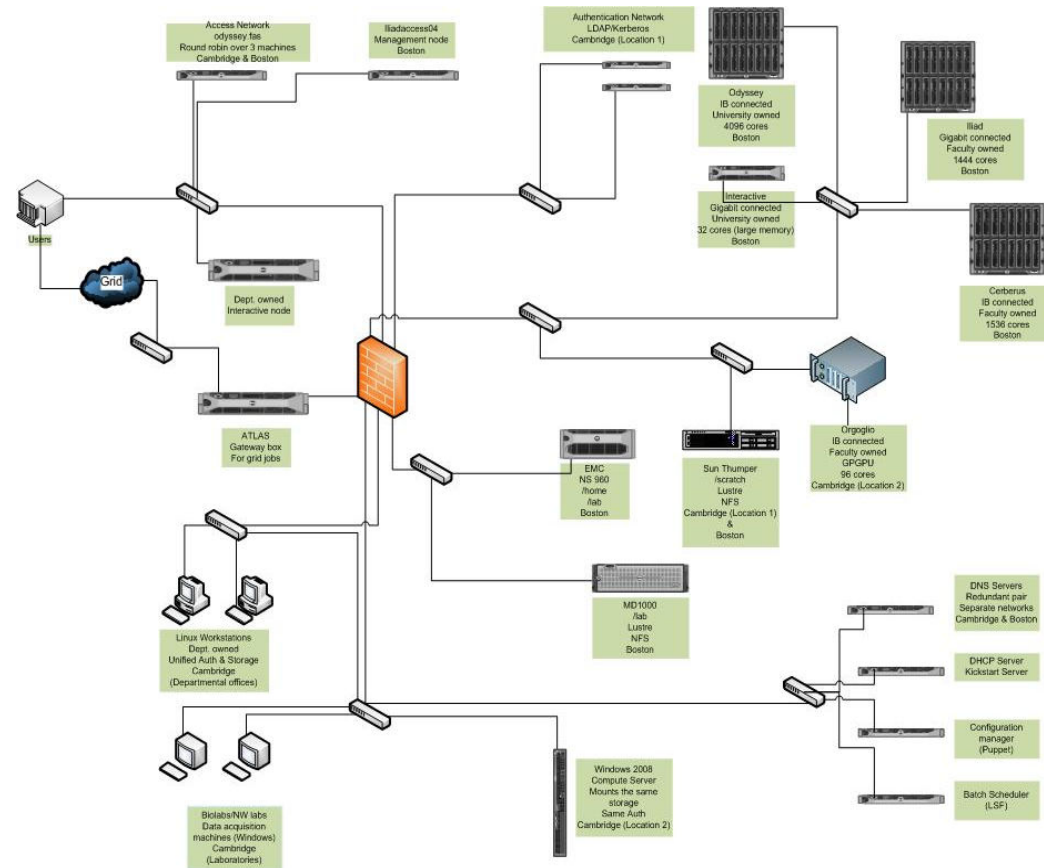 Access Network
odyssey.fas
Round robin over 3 machines
Cambridge & Boston
Iliadaccess04
Management node
Boston
Authentication Network
LDAP/Kerberos
Cambridge (Location 1)
Odyssey
IB connected
University owned
4096 cores
Boston
Iliad
Gigabit connected
Faculty owned
1444 cores
Boston
Interactive
Gigabit connected
University owned
32 cores (large memory)
Boston
Users
Grid
Dept. owned
Interactive node
Cerberus
IB connected
Faculty owned
1536 cores
Boston
ATLAS
Gateway box
For grid jobs
EMC
NS 960
/home
/lab
Boston
Sun Thumper
/scratch
Lustre
NFS
Cambridge (Location 1)
&
Boston
Orgoglio
IB connected
Faculty owned
GPGPU
96 cores
Cambridge (Location 2)
MD1000
/lab
Lustre
NFS
Boston
Linux Workstations
Dept. owned
Unified Auth & Storage
Cambridge
(Departmental offices)
DNS Servers
Redundant pair
Separate networks
Cambridge & Boston
DHCP Server
Kickstart Server
Configuration
manager
(Puppet)
Batch Scheduler
(LSF)
Windows 2008
Compute Server
Mounts the same
storage
Same Auth
Cambridge (Location 2)
Biolabs/NW labs
Data acquisition
machines (Windows)
Cambridge
(Laboratories)